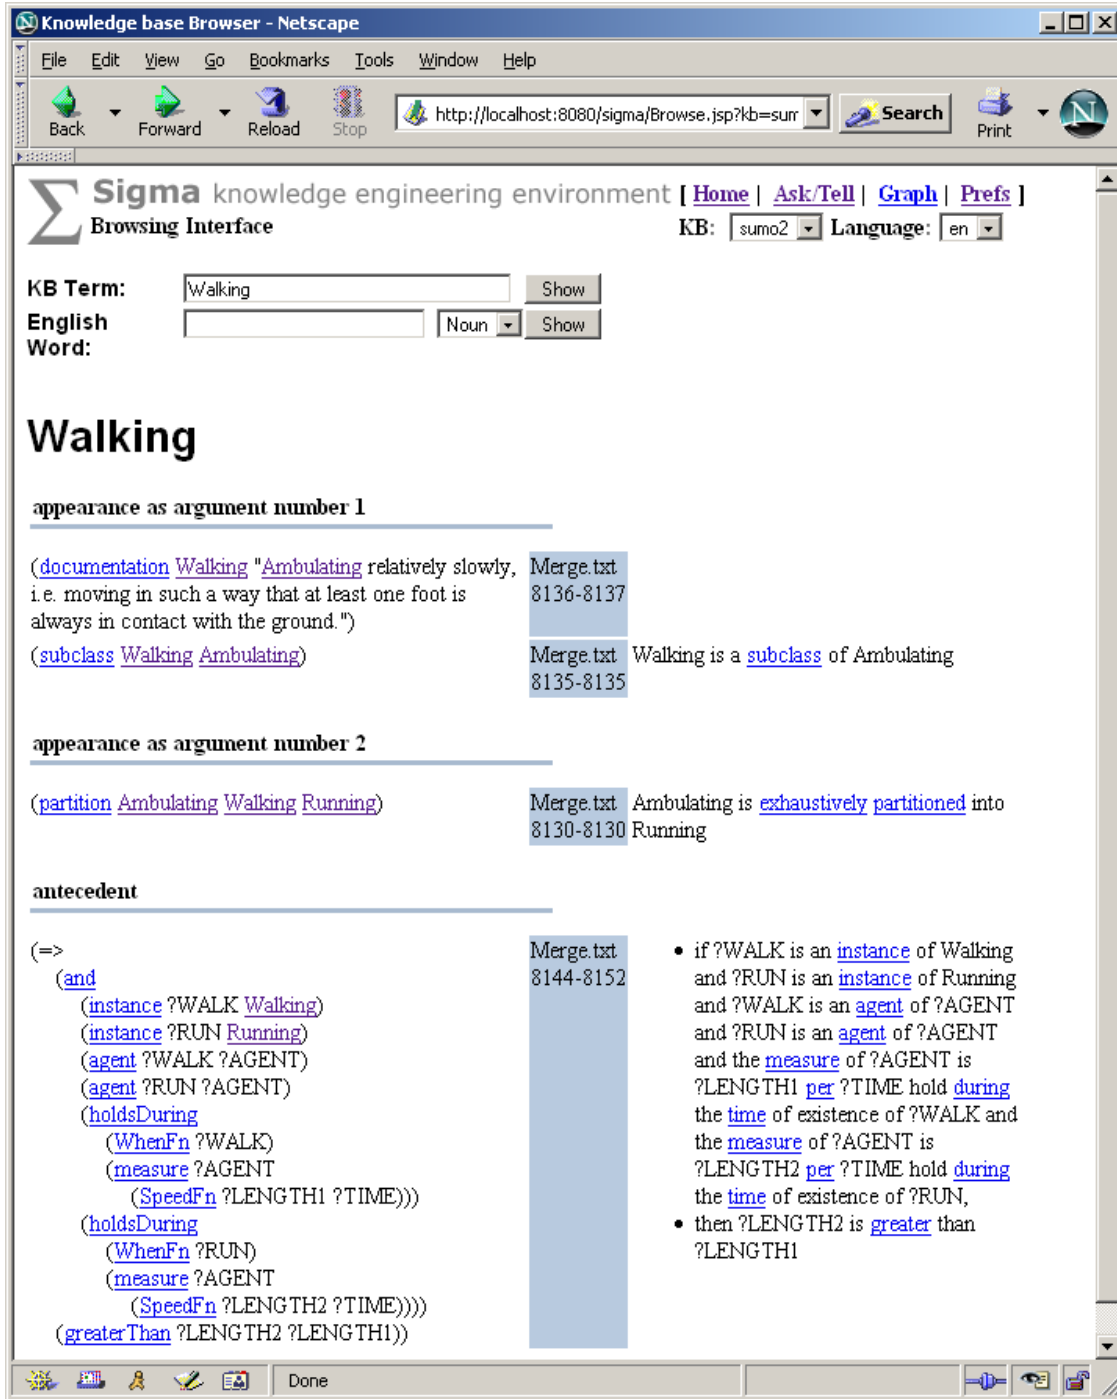 Knowledge base Browser - Netscape
File Edit View Go Bookmarks Tools Window Help
Back Forward Reload Stop http://localhost:8080/sigma/Browse.jsp?kb=sum Search Print N
Sigma knowledge engineering environment [ Home | Ask/Tell | Graph | Prefs ]
Browsing Interface KB: sumo2 Language: en
KB Term: Walking Show
English Noun Show
Word:
Walking
appearance as argument number 1
(documentation Walking "Ambulating relatively slowly, Merge.txt
i.e. moving in such a way that at least one foot is 8136-8137
always in contact with the ground.")
(subclass Walking Ambulating) Merge.txt Walking is a subclass of Ambulating
8135-8135
appearance as argument number 2
(partition Ambulating Walking Running) Merge.txt Ambulating is exhaustively partitioned into
8130-8130 Running
antecedent
(=> Merge.txt • if ?WALK is an instance of Walking
(and 8144-8152 and ?RUN is an instance of Running
(instance ?WALK Walking) and ?WALK is an agent of ?AGENT
(instance ?RUN Running) and ?RUN is an agent of ?AGENT
(agent ?WALK ?AGENT) and the measure of ?AGENT is
(agent ?RUN ?AGENT) ?LENGTH1 per ?TIME hold during
(holdsDuring the time of existence of ?WALK and
(WhenFn ?WALK) the measure of ?AGENT is
(measure ?AGENT ?LENGTH2 per ?TIME hold during
(SpeedFn ?LENGTH1 ?TIME))) the time of existence of ?RUN,
(holdsDuring • then ?LENGTH2 is greater than
(WhenFn ?RUN) ?LENGTH1
(measure ?AGENT
(SpeedFn ?LENGTH2 ?TIME))))
(greaterThan ?LENGTH2 ?LENGTH1))
Done